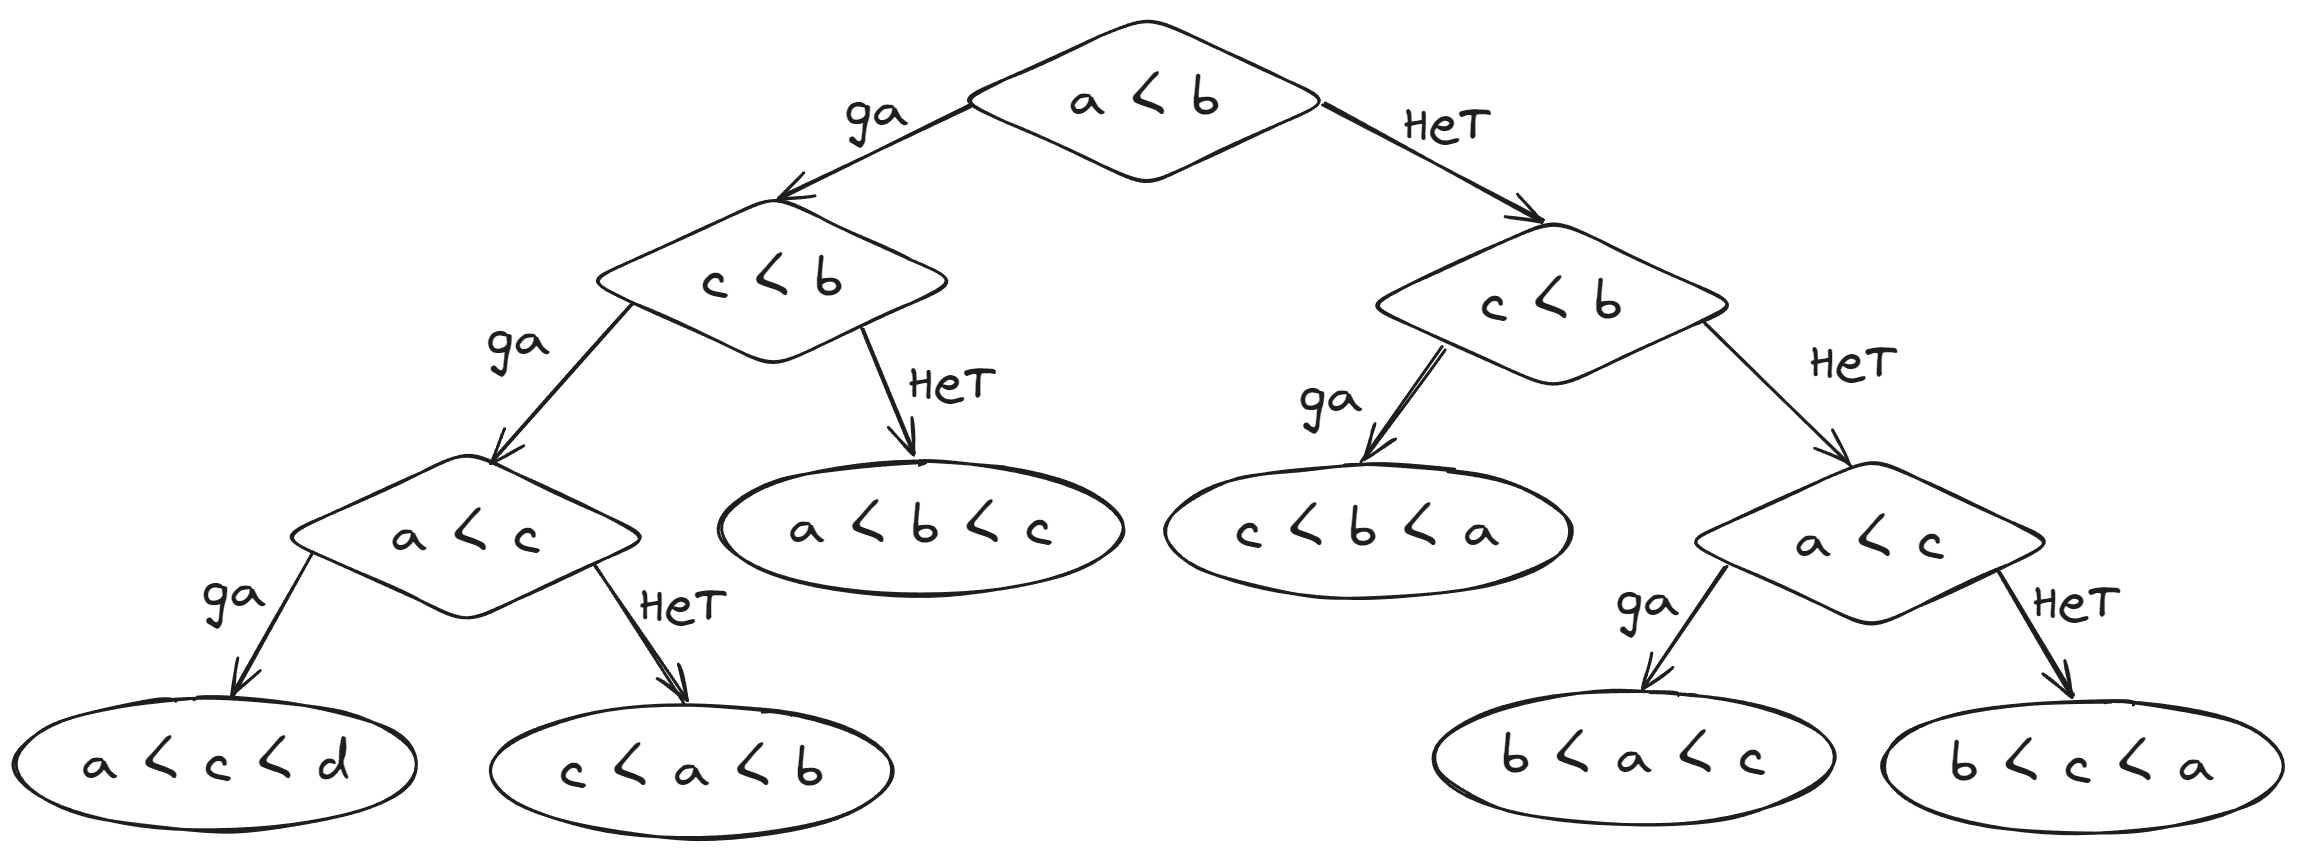 a < b
да
нет
c < b
c < b
да
нет
да
нет
a < c
a < b < c
c < b < a
a < c
да
нет
да
нет
a < c < d
c < a < b
b < a < c
b < c < a